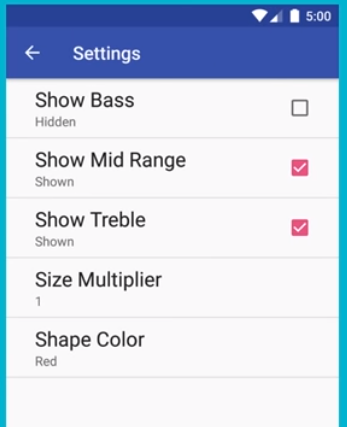 5:00
Settings
Show Bass
Hidden
Show Mid Range
Shown
Show Treble
Shown
Size Multiplier
1
Shape Color
Red